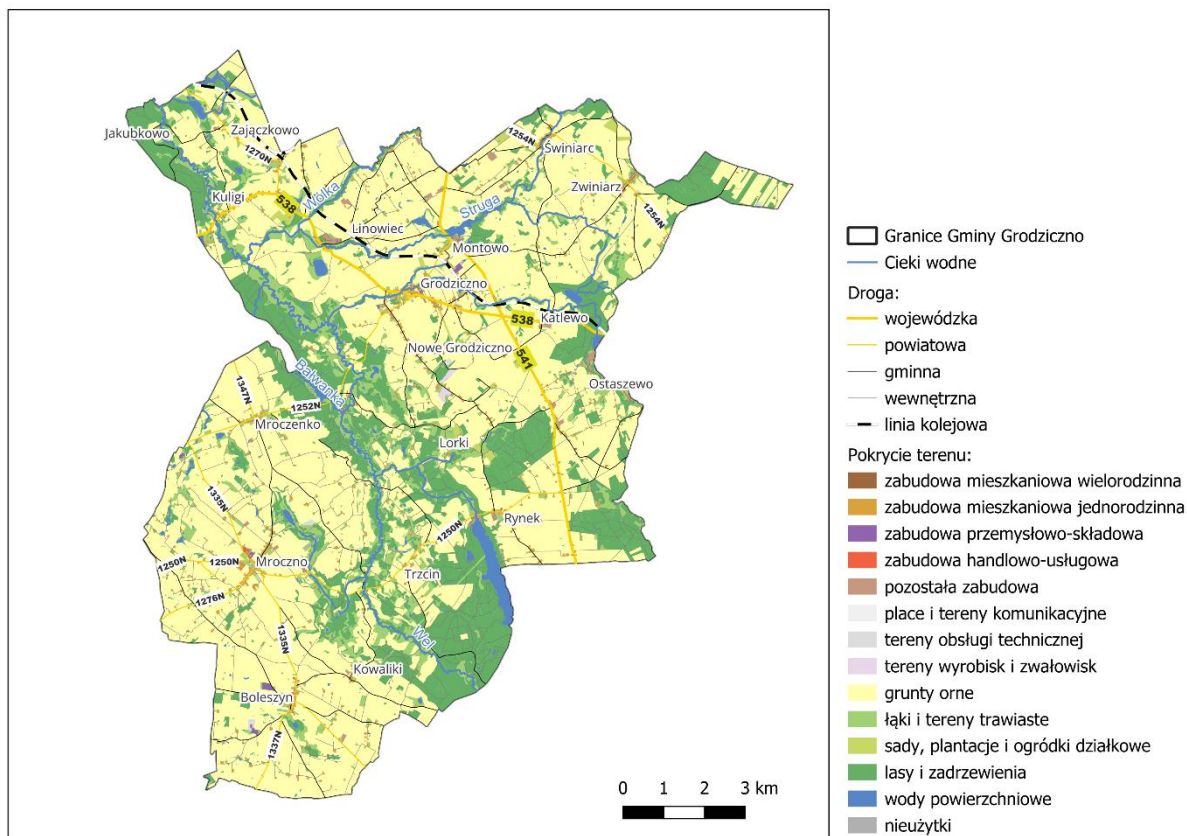 Jakubkowo
Zajączkowo
1270N
Kuligi
538
Wólka
Linowiec
Struga
1254N
Świniarc
Zwiniarz
1254N
Montowo
Grodziczno
538
Katlewo
Nowe Grodziczno
541
Ostaszewo
Bałwanka
1347N
1252N
Mroczenko
Lorki
1335N
Rynek
1250N
1250N
1250N
Mroczno
Trzcin
1276N
1335N
Wel
Kowaliki
Boleszyn
1337N
0 1 2 3 km
Granice Gminy Grodziczno
Cieki wodne
Droga:
wojewódzka
powiatowa
gminna
wewnętrzna
linia kolejowa
Pokrycie terenu:
zabudowa mieszkaniowa wielorodzinna
zabudowa mieszkaniowa jednorodzinna
zabudowa przemysłowo-składowa
zabudowa handlowo-usługowa
pozostała zabudowa
place i tereny komunikacyjne
tereny obsługi technicznej
tereny wyrobisk i zwałowisk
grunty orne
łąki i tereny trawiaste
sady, plantacje i ogródki działkowe
lasy i zadrzewienia
wody powierzchniowe
nieużytki